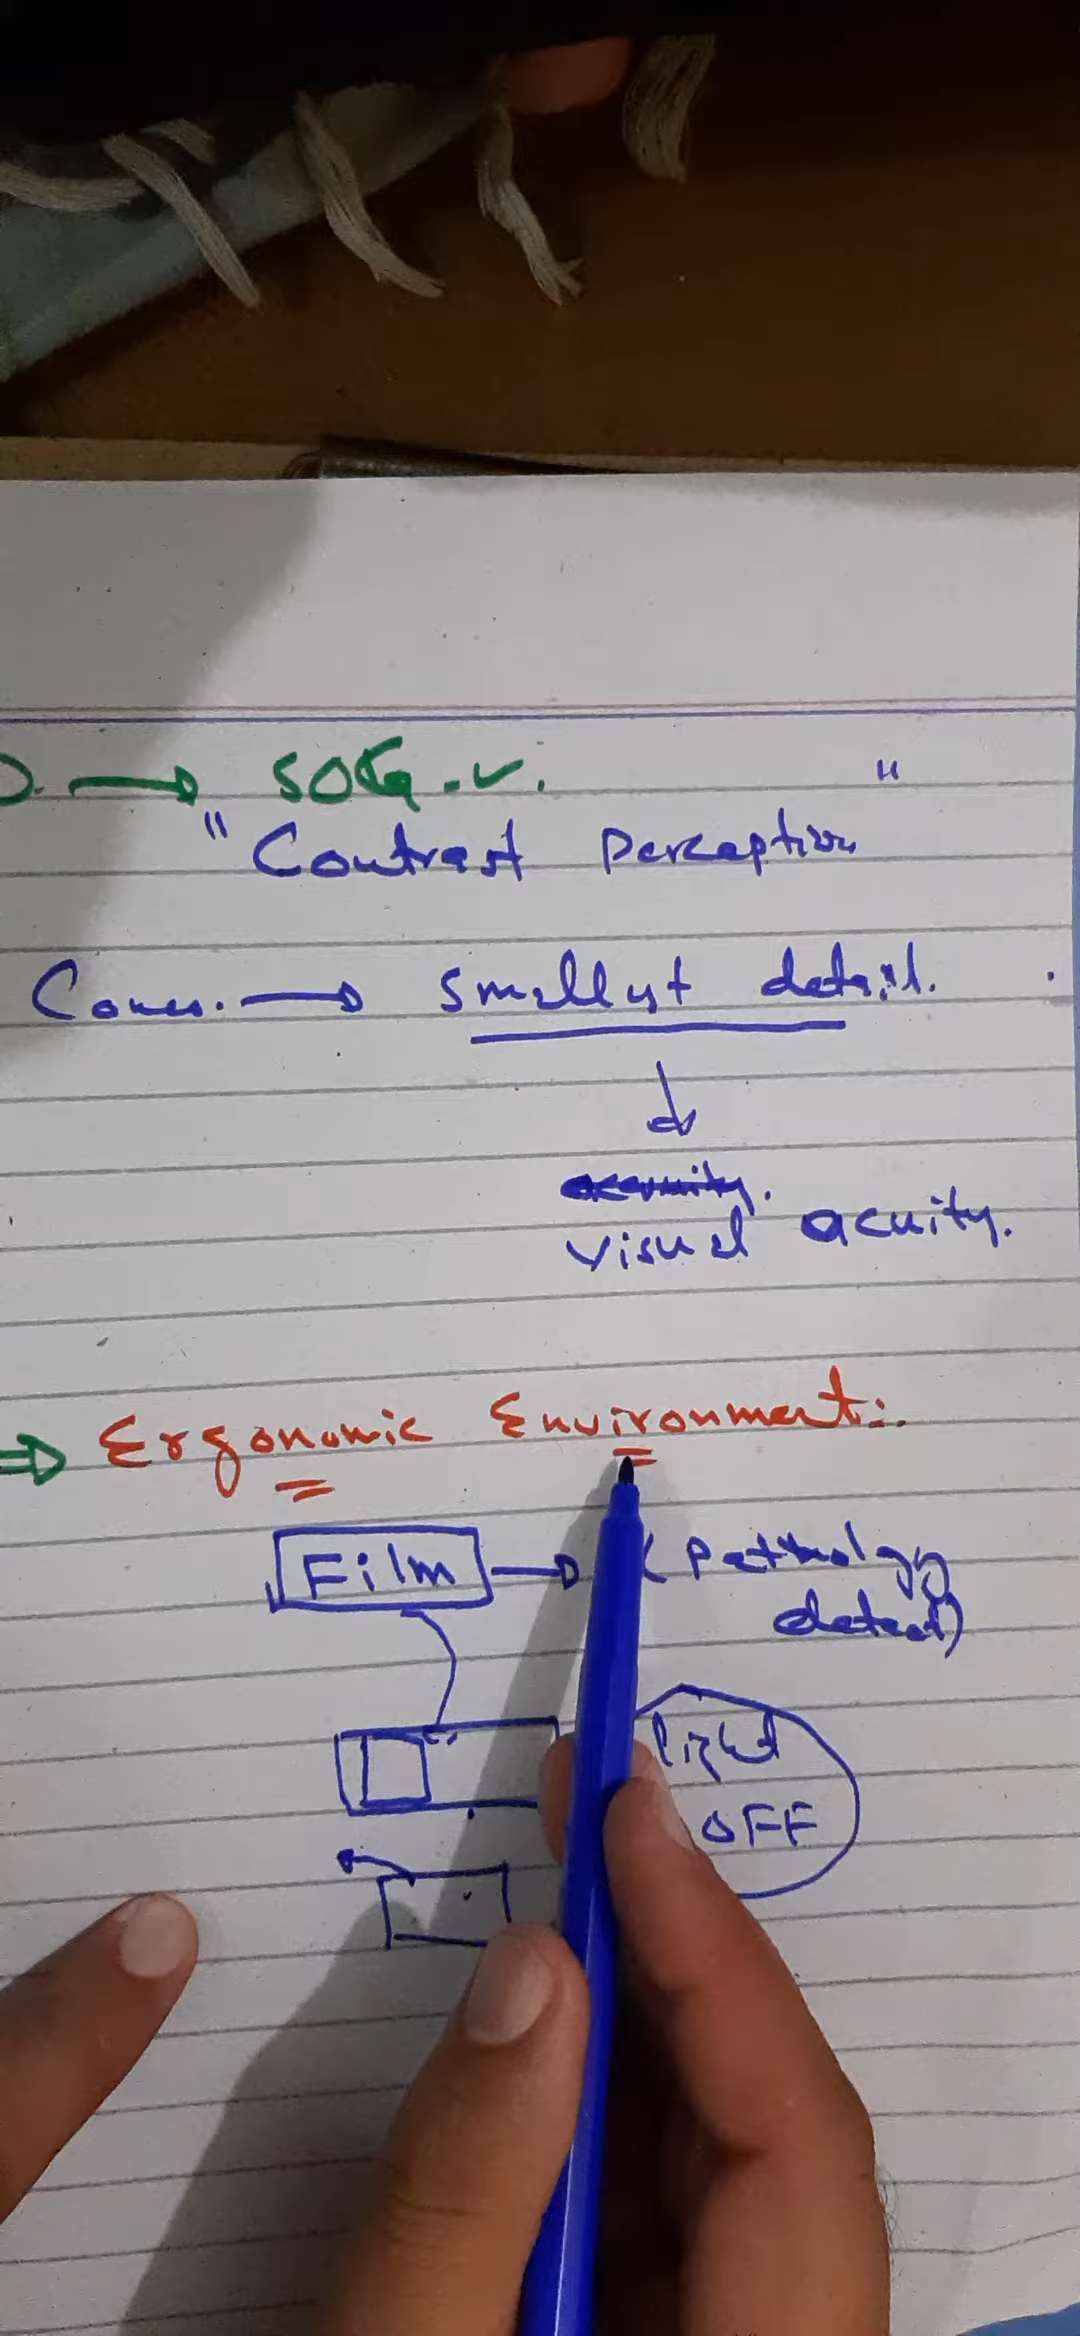 → SOG.V.
"Contrast Perception"
Cones. → Smallest detail.
↓
visual acuity.
⇒ Ergonomic Environment:.
Film → (Pathology
detect)
light
OFF